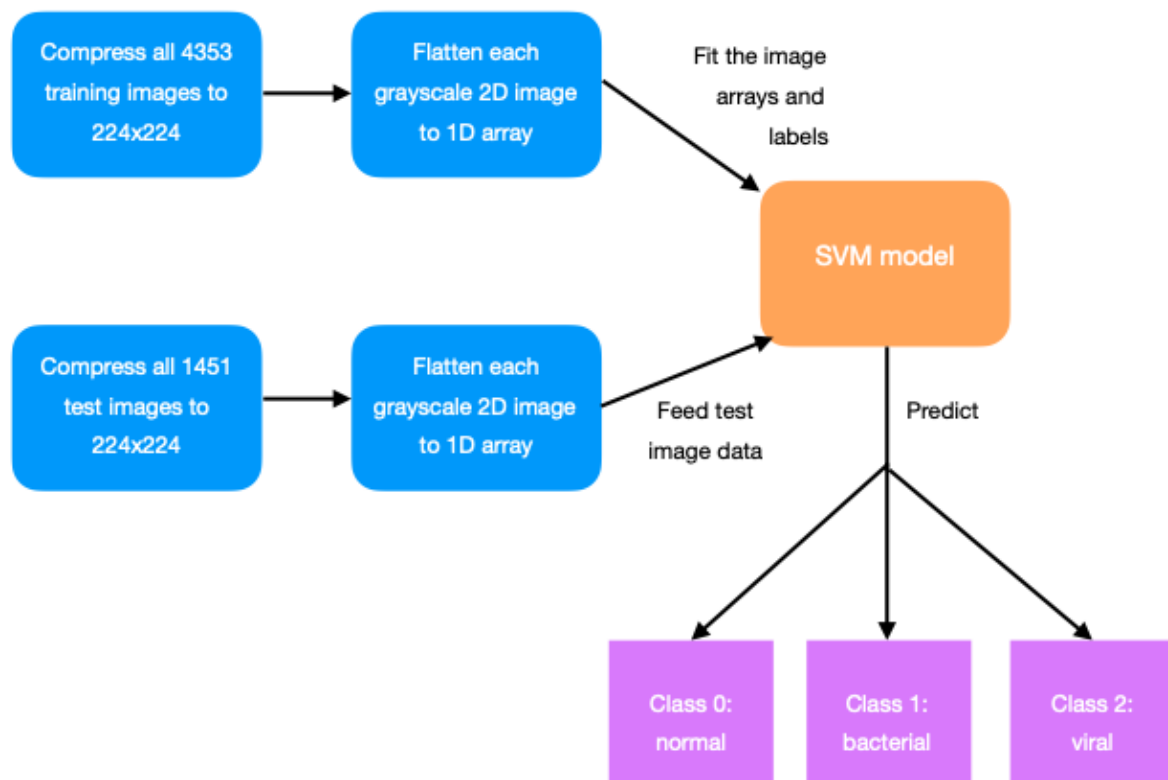 Compress all 4353
training images to
224x224
Flatten each
grayscale 2D image
to 1D array
Fit the image
arrays and
labels
SVM model
Compress all 1451
test images to
224x224
Flatten each
grayscale 2D image
to 1D array
Feed test
image data
Predict
Class 0:
normal
Class 1:
bacterial
Class 2:
viral